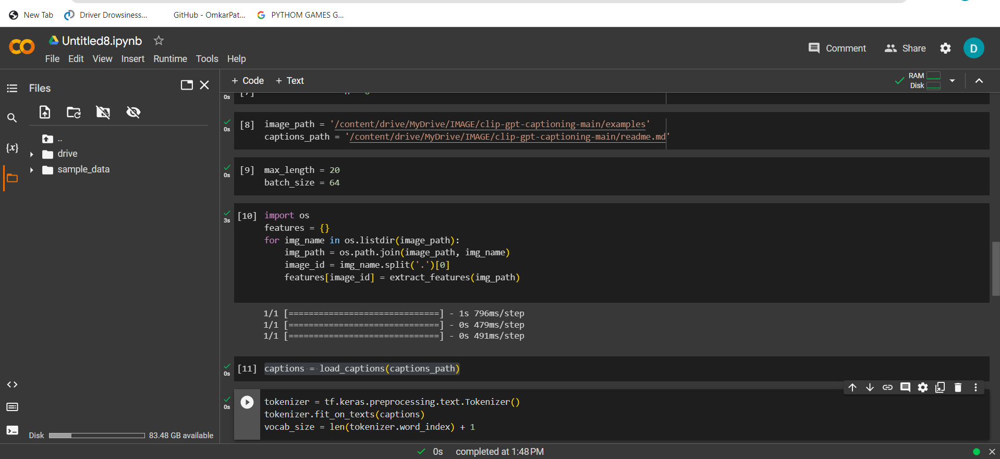 New Tab
Driver Drowsiness...
GitHub - OmkarPat...
PYTHOM GAMES G...
Untitled8.ipynb
File Edit View Insert Runtime Tools Help
Comment
Share
D
Files
+ Code + Text
RAM
Disk
..
drive
sample_data
Disk
83.48 GB available
0s
[7]
0s
[8] image_path = '/content/drive/MyDrive/IMAGE/clip-gpt-captioning-main/examples'
captions_path = '/content/drive/MyDrive/IMAGE/clip-gpt-captioning-main/readme.md'
0s
[9] max_length = 20
batch_size = 64
3s
[10] import os
features = {}
for img_name in os.listdir(image_path):
    img_path = os.path.join(image_path, img_name)
    image_id = img_name.split('.')[0]
    features[image_id] = extract_features(img_path)
1/1 [==============================] - 1s 796ms/step
1/1 [==============================] - 0s 479ms/step
1/1 [==============================] - 0s 491ms/step
0s
[11] captions = load_captions(captions_path)
0s
tokenizer = tf.keras.preprocessing.text.Tokenizer()
tokenizer.fit_on_texts(captions)
vocab_size = len(tokenizer.word_index) + 1
0s completed at 1:48 PM